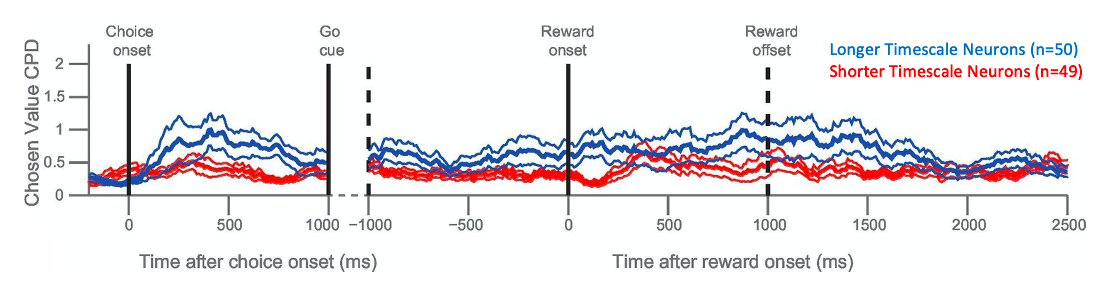 Choice
onset
Go
cue
Reward
onset
Reward
offset
Longer Timescale Neurons (n=50)
Shorter Timescale Neurons (n=49)
Chosen Value CPD
2
1.5
1
0.5
0
0 500 1000 −1000 −500 0 500 1000 1500 2000 2500
Time after choice onset (ms)
Time after reward onset (ms)